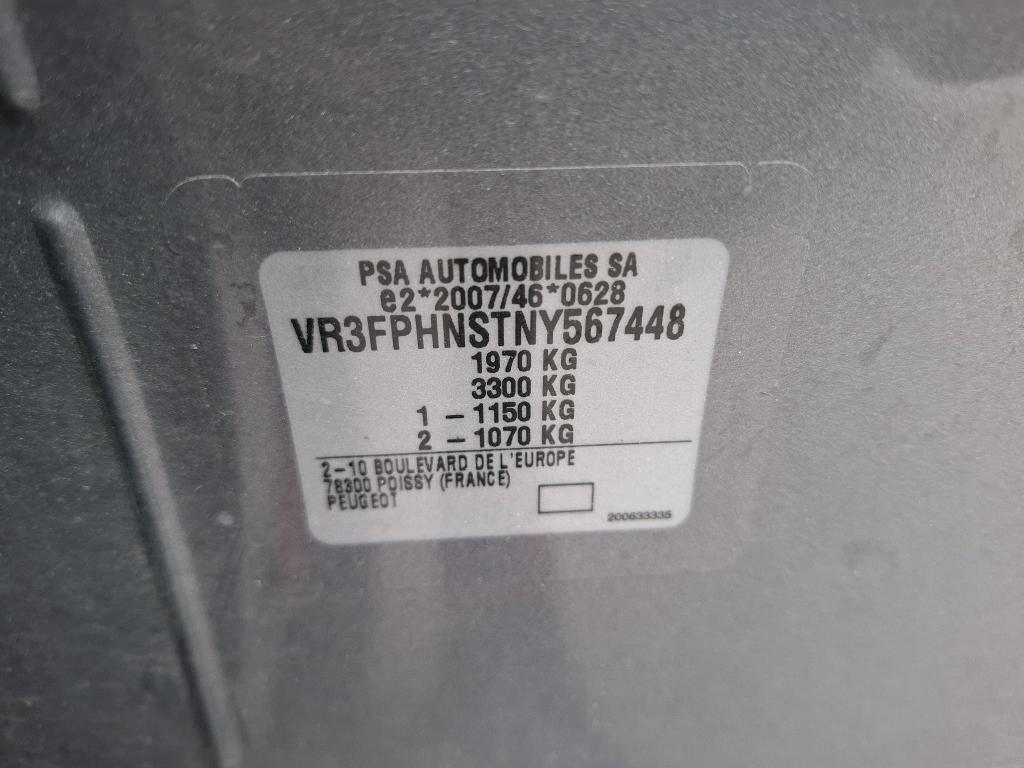 PSA AUTOMOBILES SA
e2*2007/46*0628
VR3FPHNSTNY567448
1970 KG
3300 KG
1 – 1150 KG
2 – 1070 KG
2–10 BOULEVARD DE L'EUROPE
78300 POISSY (FRANCE)
PEUGEOT
200633335